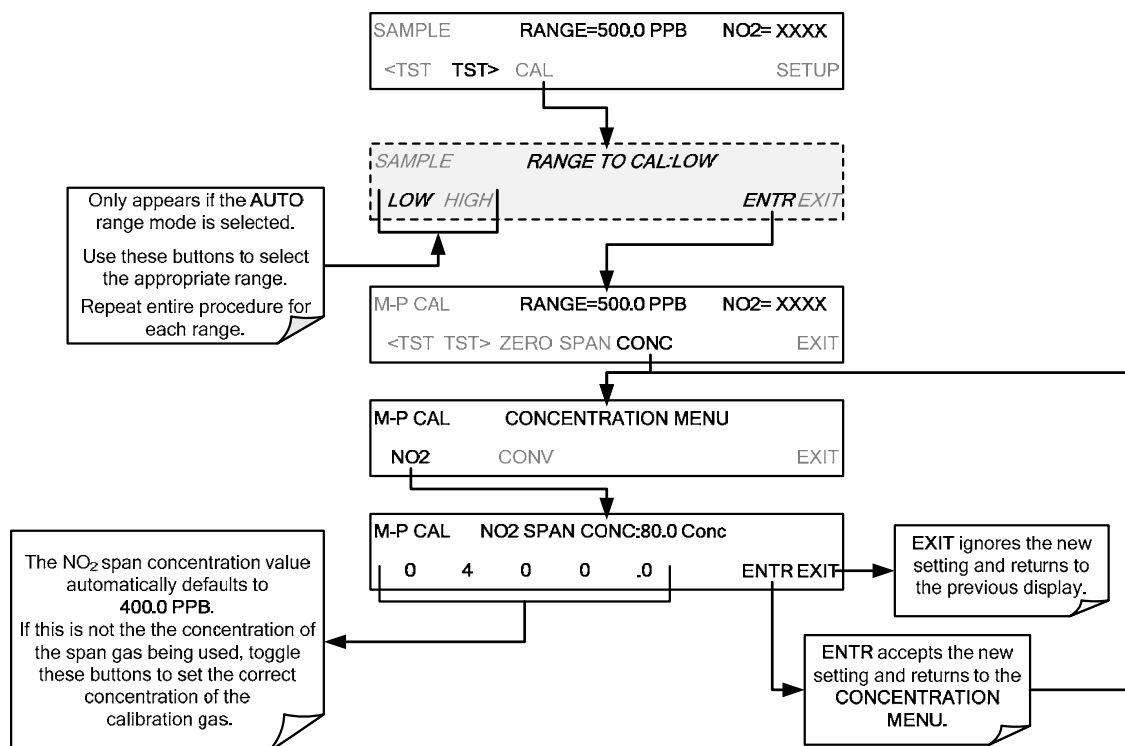 SAMPLE RANGE=500.0 PPB NO2= XXXX
<TST TST> CAL SETUP
SAMPLE RANGE TO CAL:LOW
LOW HIGH ENTR EXIT
Only appears if the AUTO
range mode is selected.
Use these buttons to select
the appropriate range.
Repeat entire procedure for
each range.
M-P CAL RANGE=500.0 PPB NO2= XXXX
<TST TST> ZERO SPAN CONC EXIT
M-P CAL CONCENTRATION MENU
NO2 CONV EXIT
M-P CAL NO2 SPAN CONC:80.0 Conc
0 4 0 0 .0 ENTR EXIT
The NO₂ span concentration value
automatically defaults to
400.0 PPB.
If this is not the the concentration of
the span gas being used, toggle
these buttons to set the correct
concentration of the
calibration gas.
EXIT ignores the new
setting and returns to
the previous display.
ENTR accepts the new
setting and returns to the
CONCENTRATION
MENU.